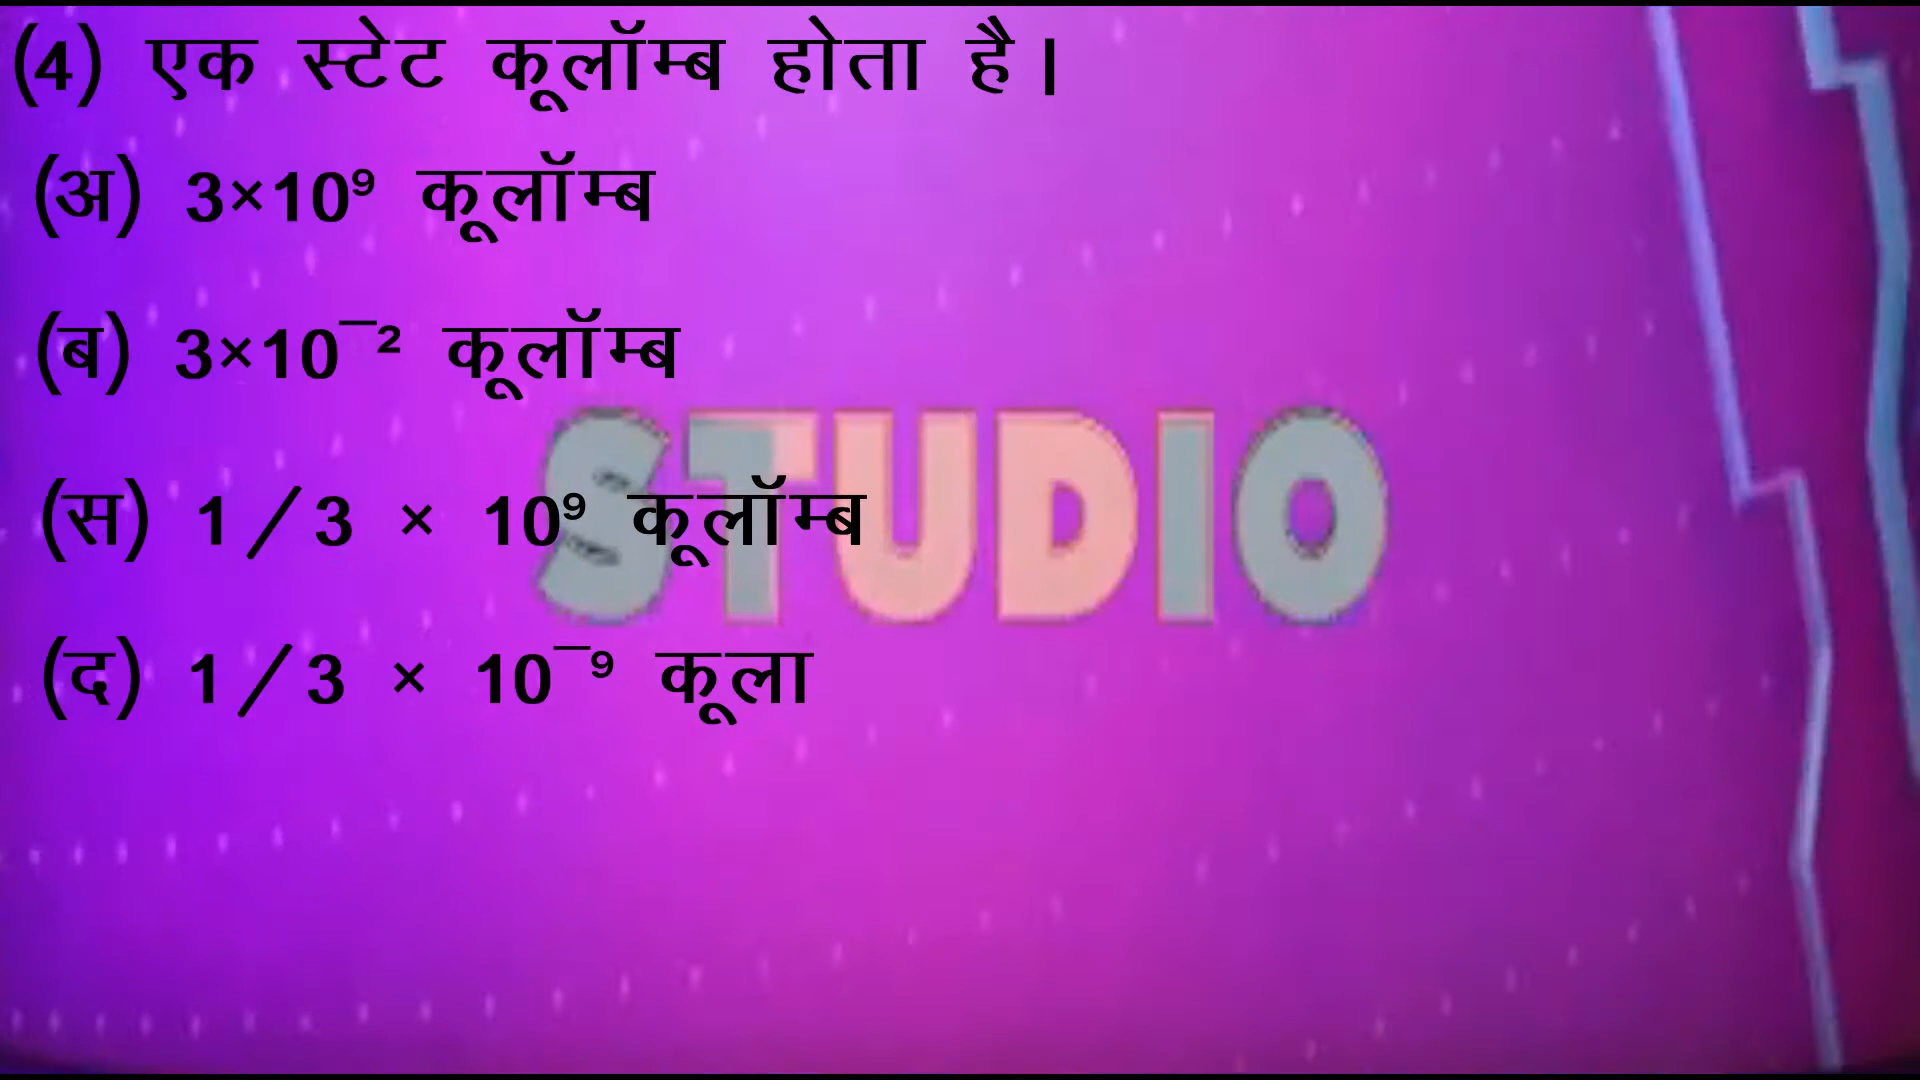 (4) एक स्टेट कूलॉम्ब होता है।
(अ) 3×10⁹ कूलॉम्ब
(ब) 3×10¯² कूलॉम्ब
(स) 1/3 × 10⁹ कूलॉम्ब
STUDIO
(द) 1/3 × 10¯⁹ कूला